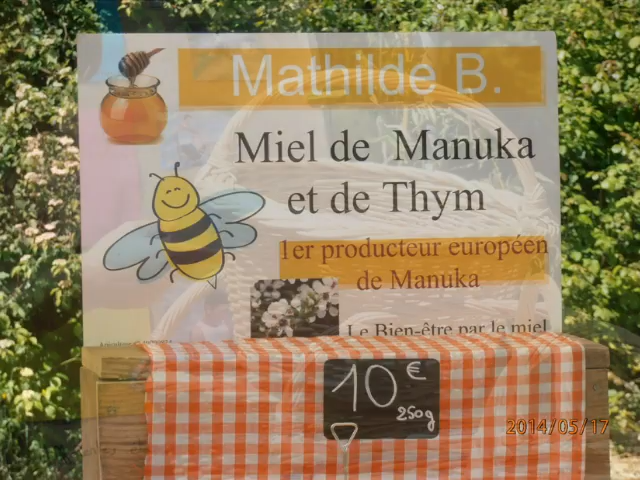 Mathilde B.
Miel de Manuka
et de Thym
1er producteur européen
de Manuka
Le Bien-être par le miel
10 €
250g
2014/05/17